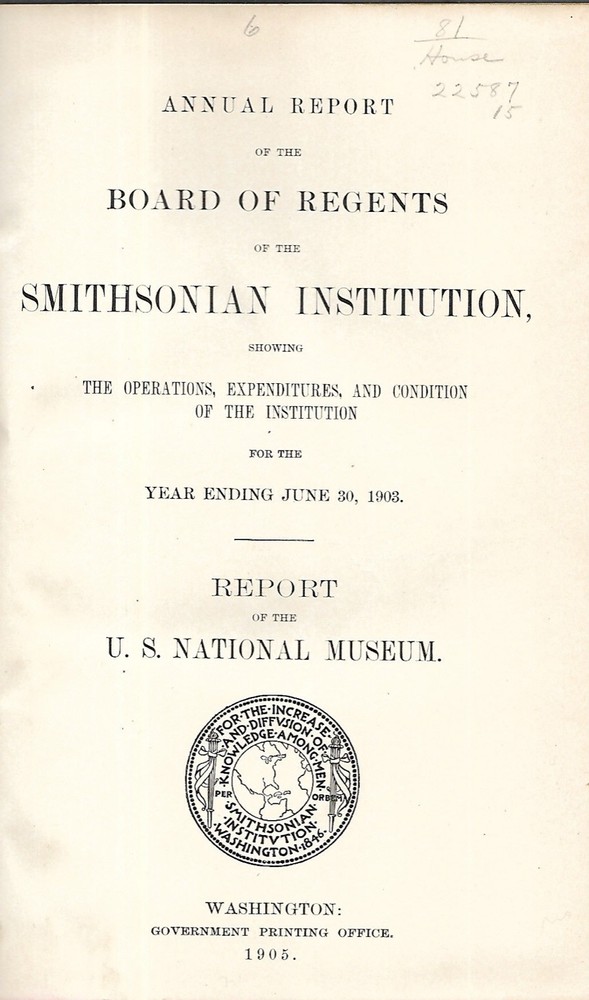 6
81
House
22587
15
ANNUAL REPORT
OF THE
BOARD OF REGENTS
OF THE
SMITHSONIAN INSTITUTION,
SHOWING
THE OPERATIONS, EXPENDITURES, AND CONDITION
OF THE INSTITUTION
FOR THE
YEAR ENDING JUNE 30, 1903.
REPORT
OF THE
U. S. NATIONAL MUSEUM.
FOR·THE·INCREASE
·AND·DIFFVSION·OF·
KNOWLEDGE·AMONG·MEN
PER ORBEM
·SMITHSONIAN·
·INSTITVTION·
·WASHINGTON·1846·
WASHINGTON:
GOVERNMENT PRINTING OFFICE.
1905.